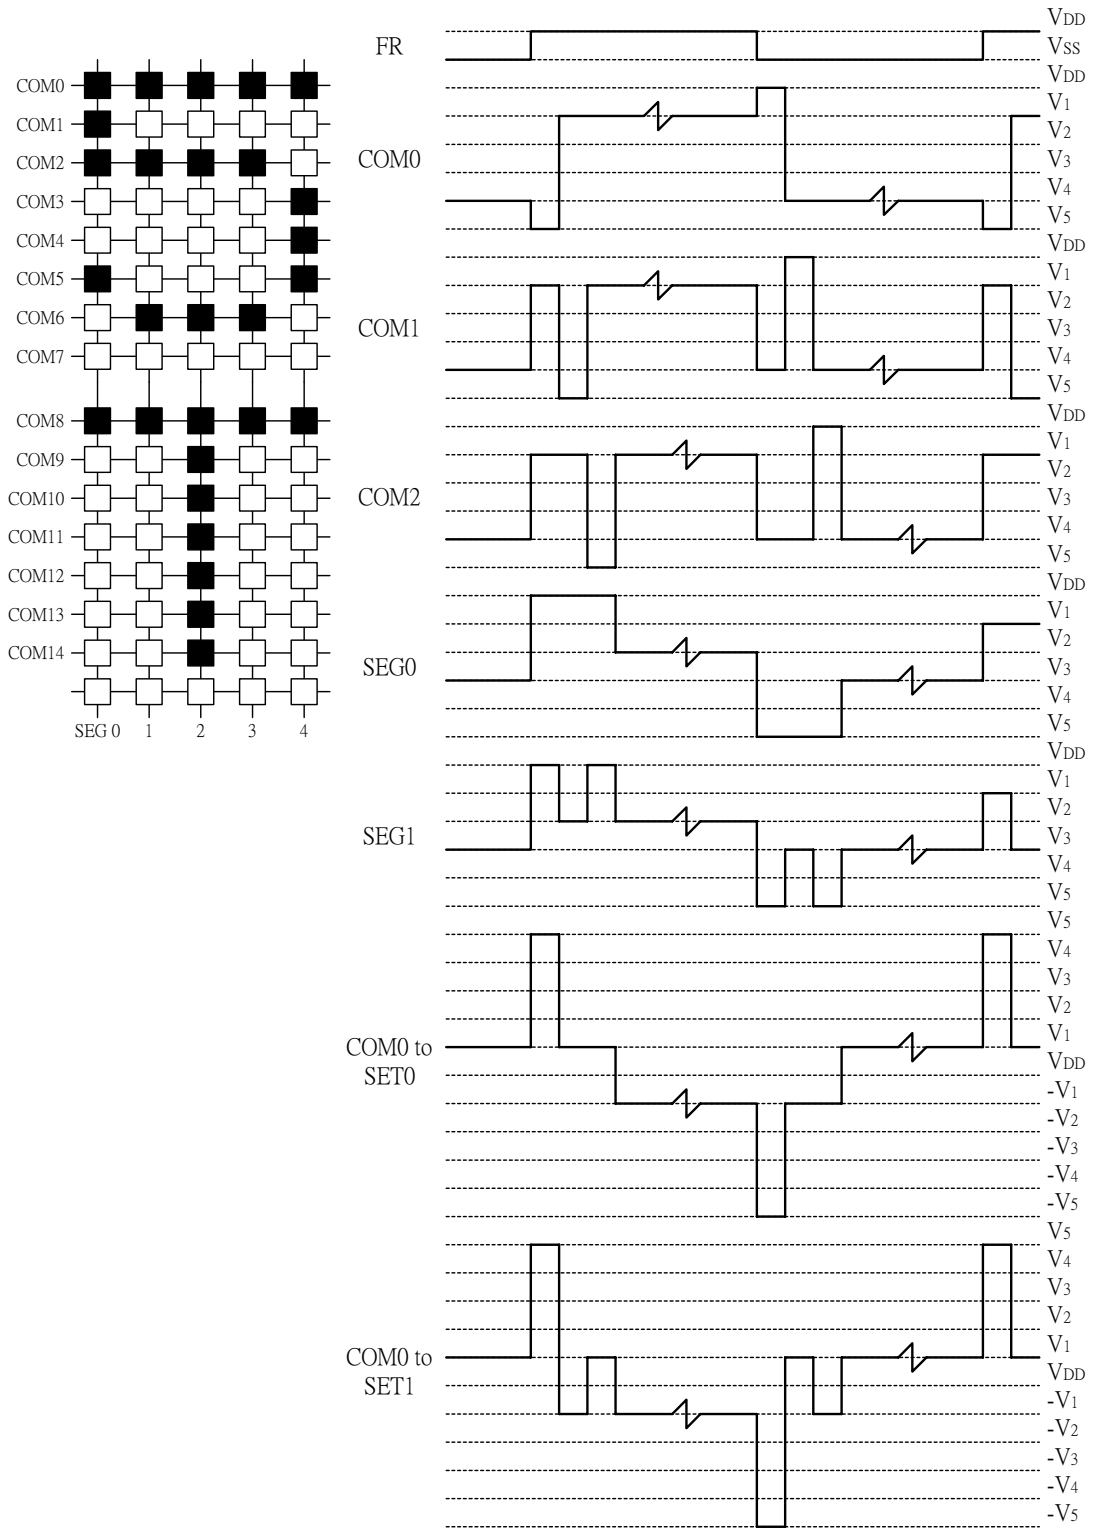 COM0
COM1
COM2
COM3
COM4
COM5
COM6
COM7
COM8
COM9
COM10
COM11
COM12
COM13
COM14
SEG 0 1 2 3 4
FR
VDD
VSS
COM0
VDD
V1
V2
V3
V4
V5
COM1
VDD
V1
V2
V3
V4
V5
COM2
VDD
V1
V2
V3
V4
V5
SEG0
VDD
V1
V2
V3
V4
V5
SEG1
VDD
V1
V2
V3
V4
V5
COM0 to
SET0
V5
V4
V3
V2
V1
VDD
-V1
-V2
-V3
-V4
-V5
COM0 to
SET1
V5
V4
V3
V2
V1
VDD
-V1
-V2
-V3
-V4
-V5